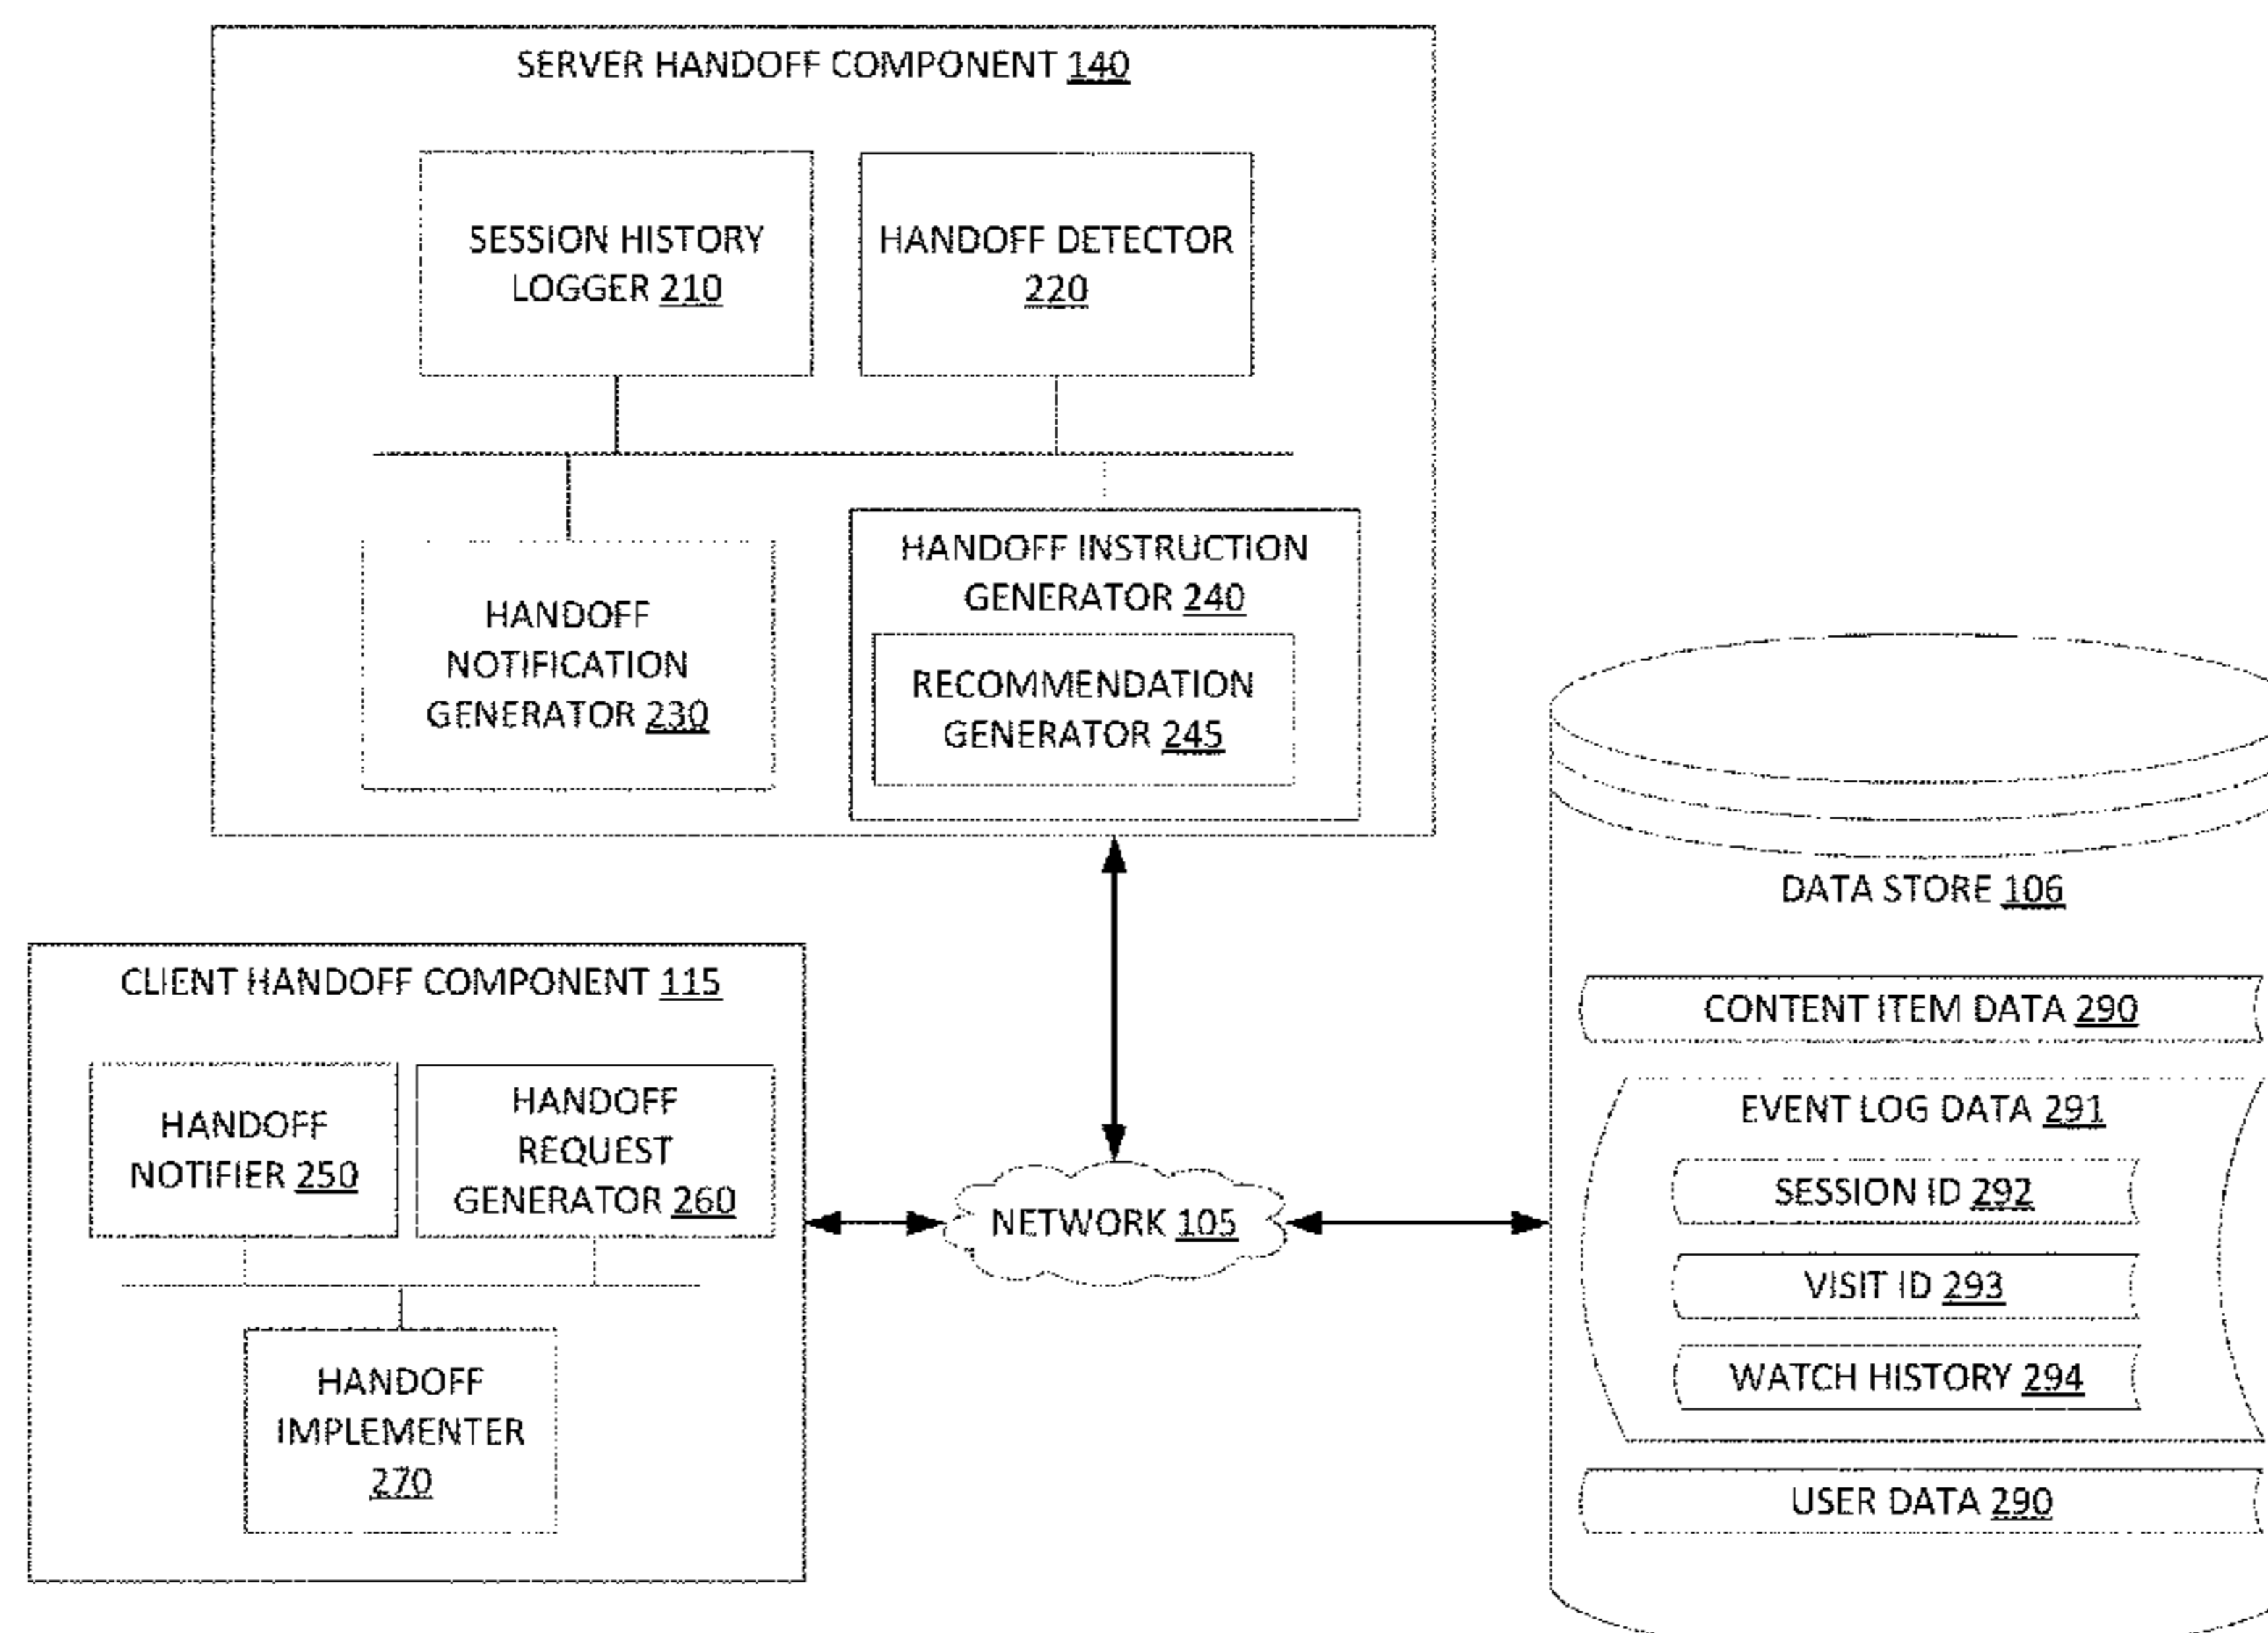 SERVER HANDOFF COMPONENT 140
SESSION HISTORY
LOGGER 210
HANDOFF DETECTOR
220
HANDOFF
NOTIFICATION
GENERATOR 230
HANDOFF INSTRUCTION
GENERATOR 240
RECOMMENDATION
GENERATOR 245
CLIENT HANDOFF COMPONENT 115
HANDOFF
NOTIFIER 250
HANDOFF
REQUEST
GENERATOR 260
HANDOFF
IMPLEMENTER
270
NETWORK 105
DATA STORE 106
CONTENT ITEM DATA 290
EVENT LOG DATA 291
SESSION ID 292
VISIT ID 293
WATCH HISTORY 294
USER DATA 290